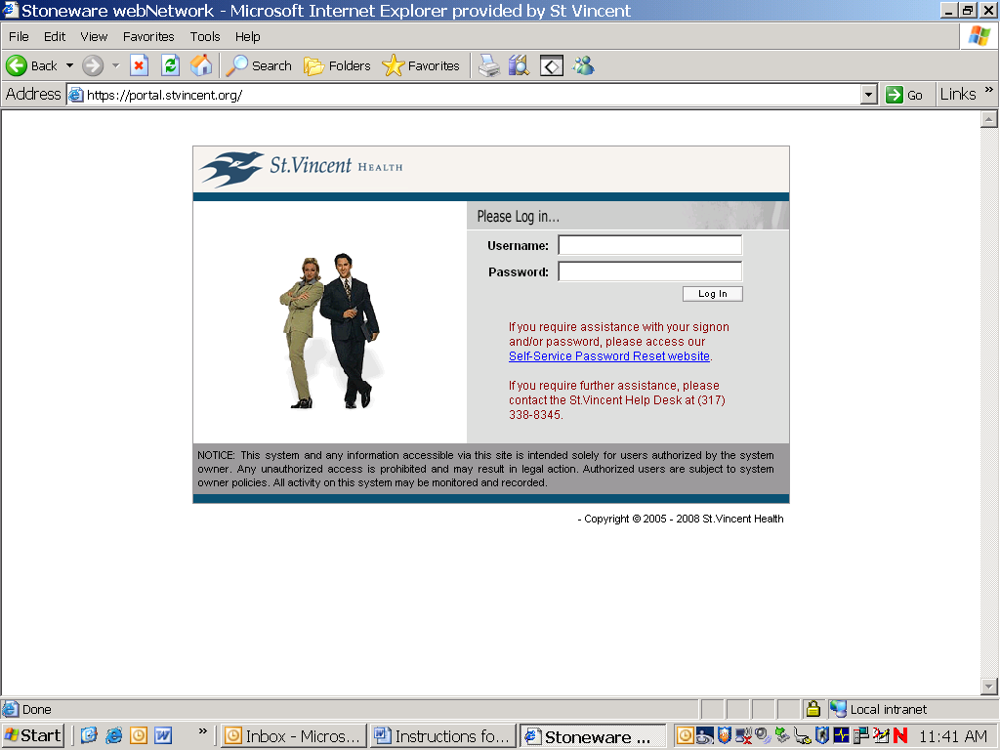 Stoneware webNetwork - Microsoft Internet Explorer provided by St Vincent
File Edit View Favorites Tools Help
Back Search Folders Favorites
Address https://portal.stvincent.org/ Go Links »
St.Vincent HEALTH
Please Log in...
Username:
Password:
Log In
If you require assistance with your signon
and/or password, please access our
Self-Service Password Reset website.
If you require further assistance, please
contact the St.Vincent Help Desk at (317)
338-8345.
NOTICE: This system and any information accessible via this site is intended solely for users authorized by the system
owner. Any unauthorized access is prohibited and may result in legal action. Authorized users are subject to system
owner policies. All activity on this system may be monitored and recorded.
- Copyright © 2005 - 2008 St.Vincent Health
Done Local intranet
Start » Inbox - Micros... Instructions fo... Stoneware ... 11:41 AM